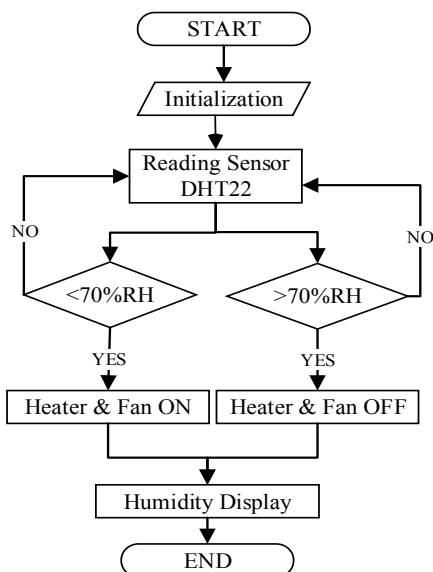 START
Initialization
Reading Sensor
DHT22
NO
NO
<70%RH
>70%RH
YES
YES
Heater & Fan ON
Heater & Fan OFF
Humidity Display
END